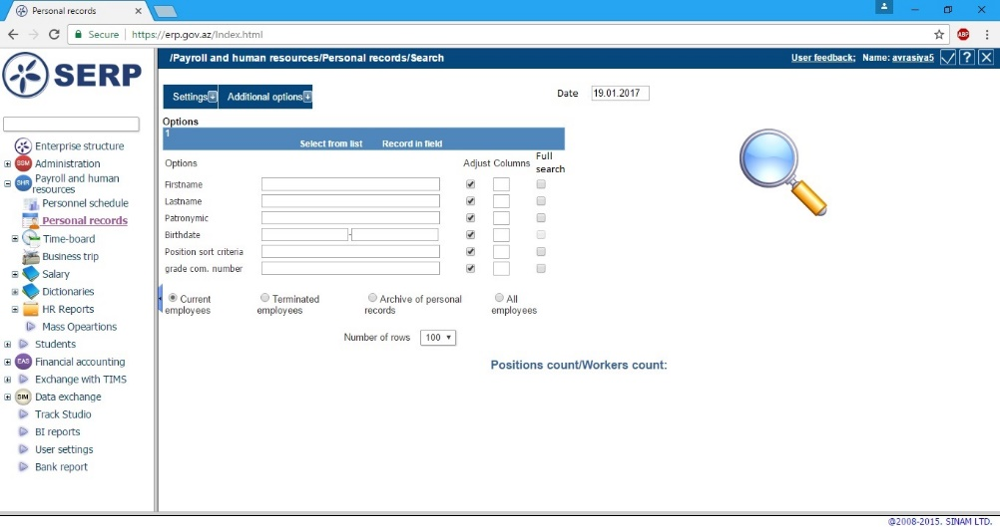 Personal records
Secure | https://erp.gov.az/Index.html
ABP
SERP
/Payroll and human resources/Personal records/Search
User feedback; Name: avrasiya5
?
Settings
Additional options
Date 19.01.2017
Options
1
Select from list Record in field
Options Adjust Columns Full search
Firstname
Lastname
Patronymic
Birthdate -
Position sort criteria
grade com. number
Current employees
Terminated employees
Archive of personal records
All employees
Number of rows 100
Positions count/Workers count:
Enterprise structure
SSM Administration
SHR Payroll and human resources
Personnel schedule
Personal records
Time-board
Business trip
Salary
Dictionaries
HR Reports
Mass Opeartions
Students
EAS Financial accounting
Exchange with TIMS
SIM Data exchange
Track Studio
BI reports
User settings
Bank report
@2008-2015. SINAM LTD.